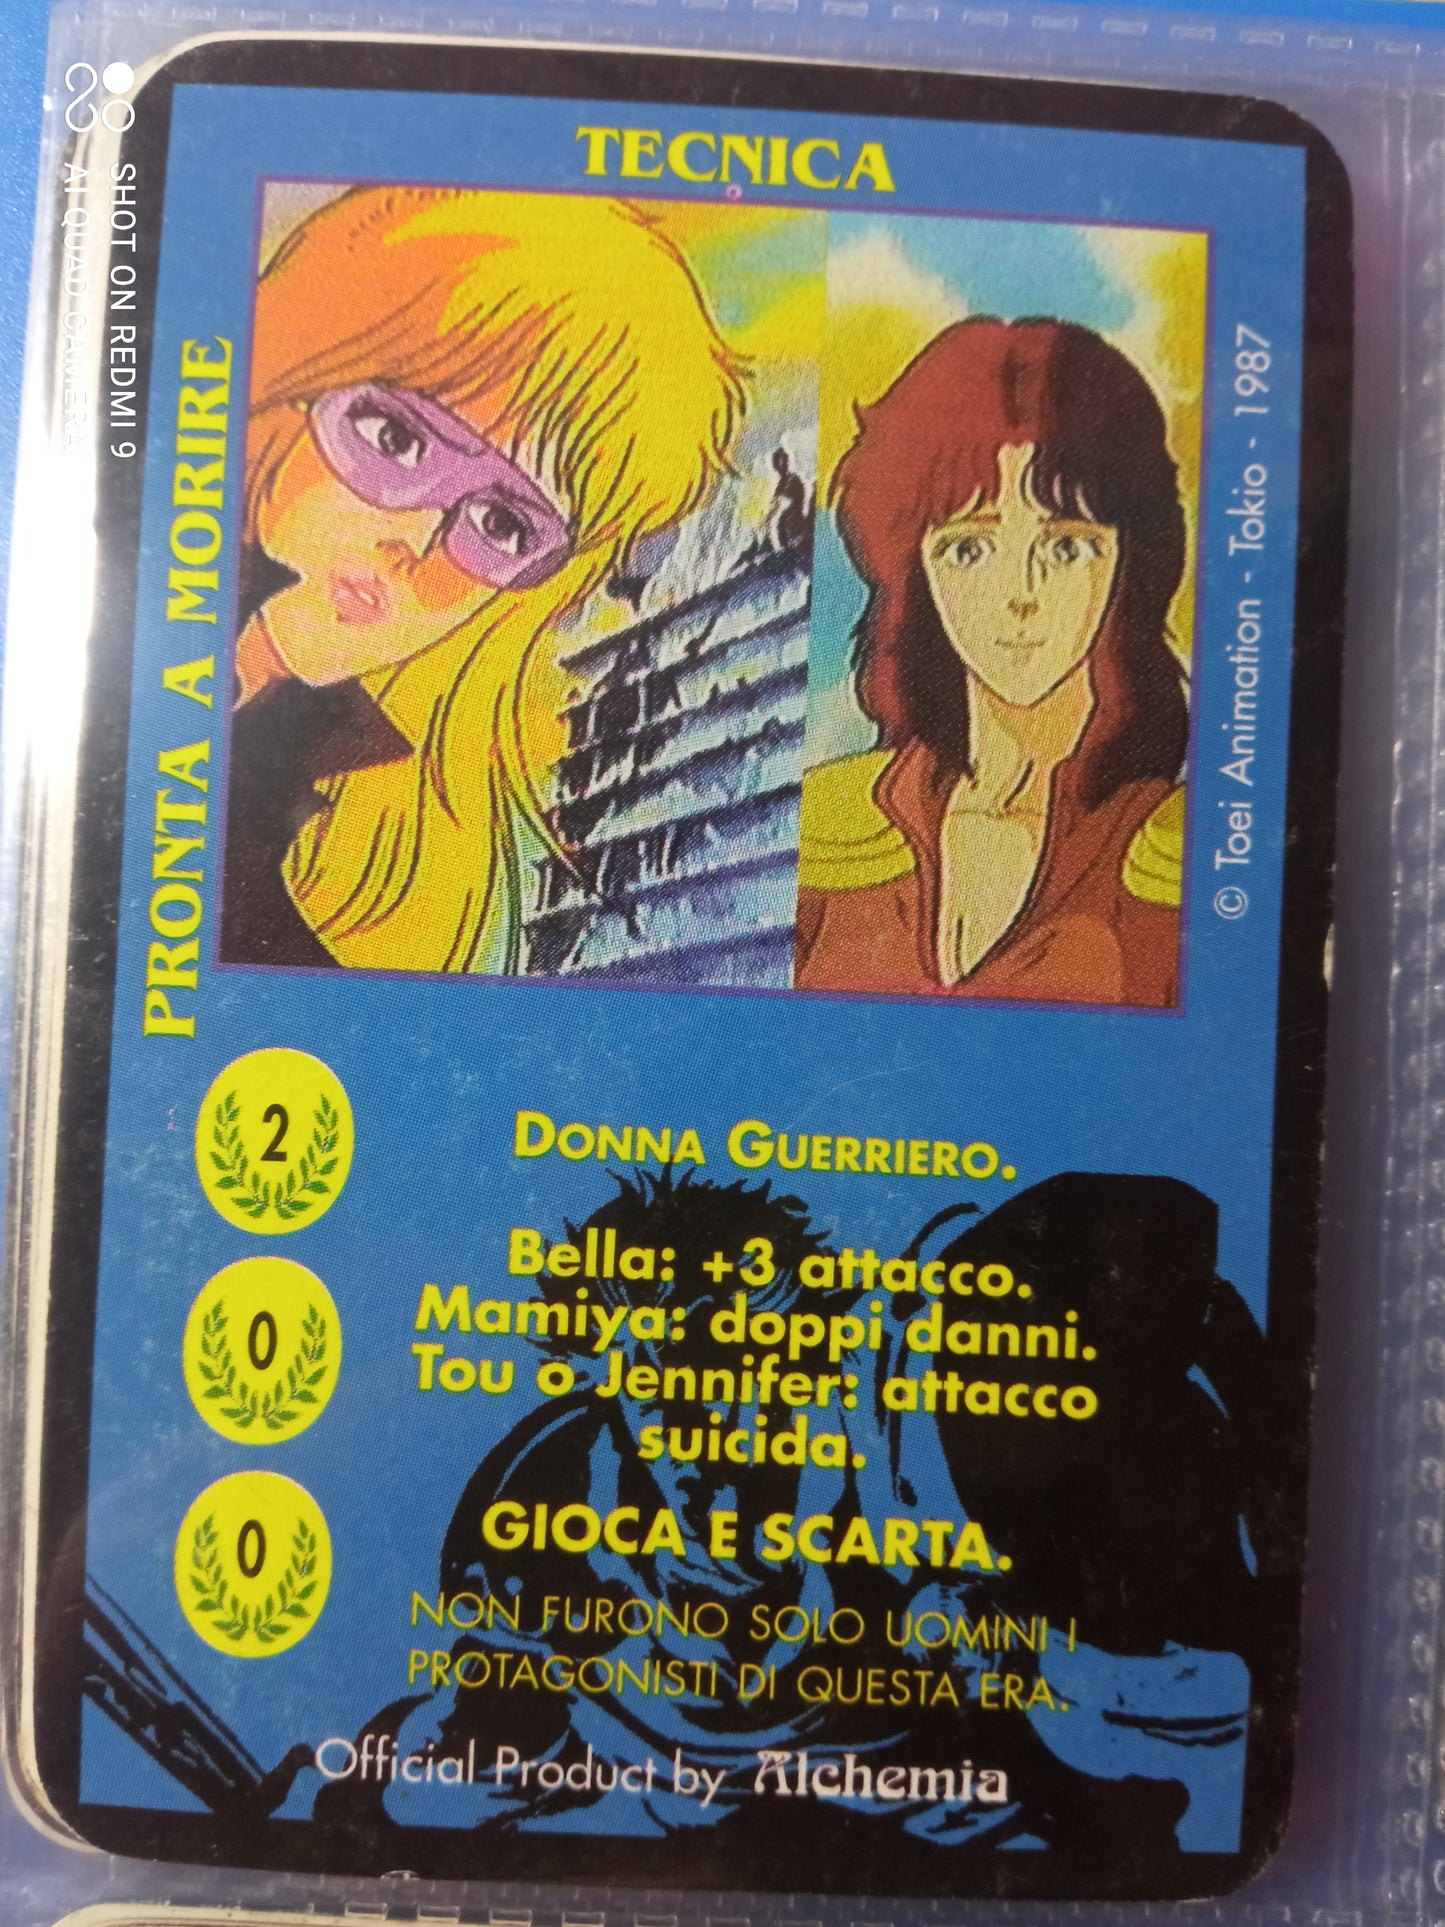 TECNICA
PRONTA A MORIRE
© Toei Animation - Tokio - 1987
2
0
0
DONNA GUERRIERO.
Bella: +3 attacco.
Mamiya: doppi danni.
Tou o Jennifer: attacco
suicida.
GIOCA E SCARTA.
NON FURONO SOLO UOMINI I
PROTAGONISTI DI QUESTA ERA.
Official Product by Alchemia
SHOT ON REDMI 9
AI QUAD CAMERA